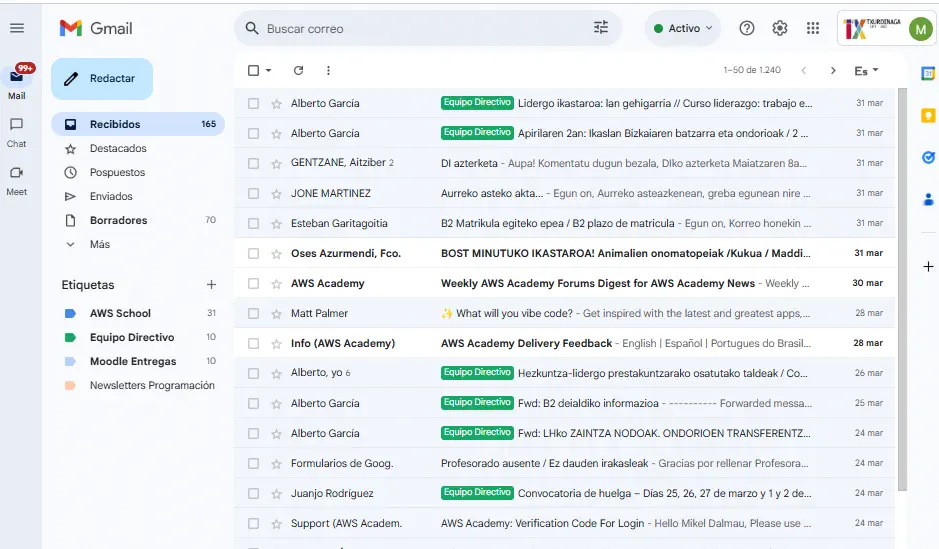 Gmail
Buscar correo
Activo
TXURDINAGA
M
99+
Mail
Chat
Meet
Redactar
Recibidos 165
Destacados
Pospuestos
Enviados
Borradores 70
Más
Etiquetas
AWS School 31
Equipo Directivo 10
Moodle Entregas 10
Newsletters Programación
1–50 de 1.240 Es
Alberto García Equipo Directivo Lidergo ikastaroa: lan gehigarria // Curso liderazgo: trabajo e... 31 mar
Alberto García Equipo Directivo Apirilaren 2an: Ikaslan Bizkaiaren batzarra eta ondorioak / 2 ... 31 mar
GENTZANE, Aitziber 2 DI azterketa - Aupa! Komentatu dugun bezala, DIko azterketa Maiatzaren 8a... 31 mar
JONE MARTINEZ Aurreko asteko akta... - Egun on, Aurreko asteazkenean, greba egunean nire ... 31 mar
Esteban Garitagoitia B2 Matrikula egiteko epea / B2 plazo de matricula - Egun on, Korreo honekin ... 31 mar
Oses Azurmendi, Fco. BOST MINUTUKO IKASTAROA! Animalien onomatopeiak /Kukua / Maddi... 31 mar
AWS Academy Weekly AWS Academy Forums Digest for AWS Academy News - Weekly ... 30 mar
Matt Palmer ✨ What will you vibe code? - Get inspired with the latest and greatest apps,... 28 mar
Info (AWS Academy) AWS Academy Delivery Feedback - English | Español | Portugues do Brasil... 28 mar
Alberto, yo 6 Equipo Directivo Hezkuntza-lidergo prestakuntzarako osatutako taldeak / Co... 26 mar
Alberto García Equipo Directivo Fwd: B2 deialdiko informazioa - ---------- Forwarded messa... 25 mar
Alberto García Equipo Directivo Fwd: LHko ZAINTZA NODOAK. ONDORIOEN TRANSFERENTZ... 24 mar
Formularios de Goog. Profesorado ausente / Ez dauden irakasleak - Gracias por rellenar Profesora... 24 mar
Juanjo Rodríguez Equipo Directivo Convocatoria de huelga – Días 25, 26, 27 de marzo y 1 y 2 de... 24 mar
Support (AWS Academ. AWS Academy: Verification Code For Login - Hello Mikel Dalmau, Please use ... 24 mar